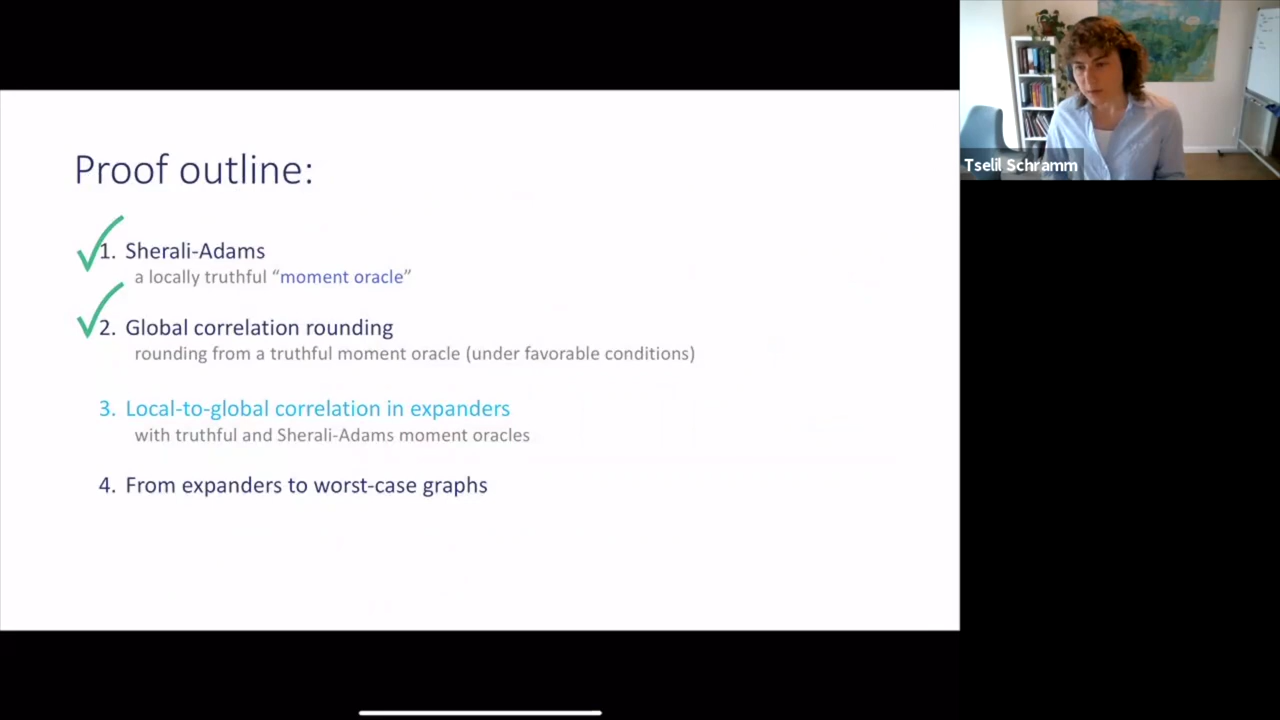 Proof outline:
1. Sherali-Adams
a locally truthful “moment oracle”
2. Global correlation rounding
rounding from a truthful moment oracle (under favorable conditions)
3. Local-to-global correlation in expanders
with truthful and Sherali-Adams moment oracles
4. From expanders to worst-case graphs
Tselil Schramm